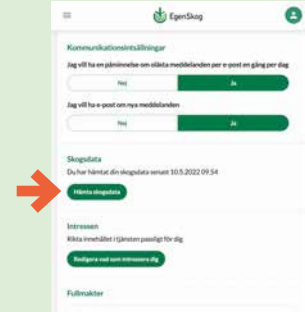 EgenSkog
Kommunikationsintsällningar
Jag vill ha en påminnelse om olästa meddelanden per e-post en gång per dag
Nej Ja
Jag vill ha e-post om nya meddelanden
Nej Ja
Skogsdata
Du har hämtat din skogsdata senast 10.5.2022 09.54
Hämta skogsdata
Intressen
Rikta innehållet i tjänsten passligt för dig
Redigera vad som intressera dig
Fullmakter